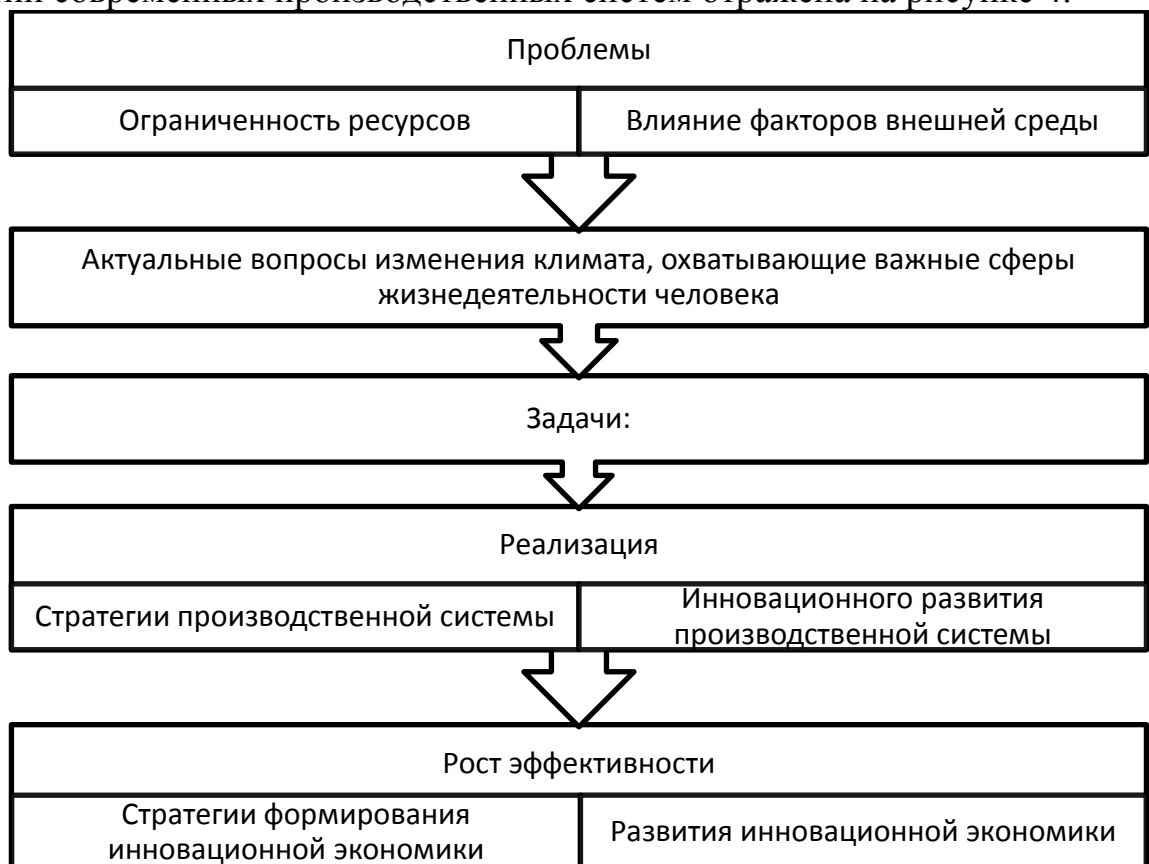 современных производственных систем отражена на рисунке 4.
Проблемы
Ограниченность ресурсов
Влияние факторов внешней среды
Актуальные вопросы изменения климата, охватывающие важные сферы
жизнедеятельности человека
Задачи:
Реализация
Стратегии производственной системы
Инновационного развития
производственной системы
Рост эффективности
Стратегии формирования
инновационной экономики
Развития инновационной экономики